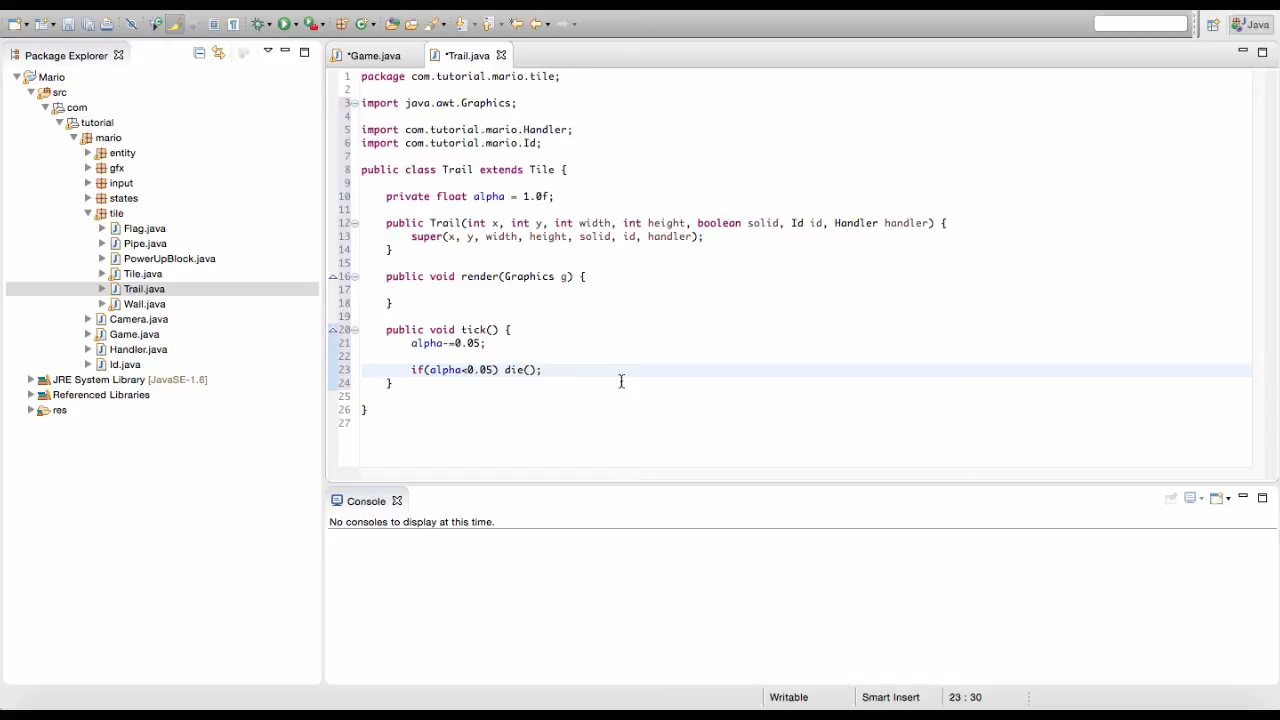 Java
Package Explorer
*Game.java
*Trail.java
Mario
src
com
tutorial
mario
entity
gfx
input
states
tile
Flag.java
Pipe.java
PowerUpBlock.java
Tile.java
Trail.java
Wall.java
Camera.java
Game.java
Handler.java
Id.java
JRE System Library [JavaSE-1.6]
Referenced Libraries
res
1 package com.tutorial.mario.tile;
2
3 import java.awt.Graphics;
4
5 import com.tutorial.mario.Handler;
6 import com.tutorial.mario.Id;
7
8 public class Trail extends Tile {
9
10 private float alpha = 1.0f;
11
12 public Trail(int x, int y, int width, int height, boolean solid, Id id, Handler handler) {
13 super(x, y, width, height, solid, id, handler);
14 }
15
16 public void render(Graphics g) {
17
18 }
19
20 public void tick() {
21 alpha-=0.05;
22
23 if(alpha<0.05) die();
24 }
25
26 }
27
Console
No consoles to display at this time.
Writable
Smart Insert
23 : 30